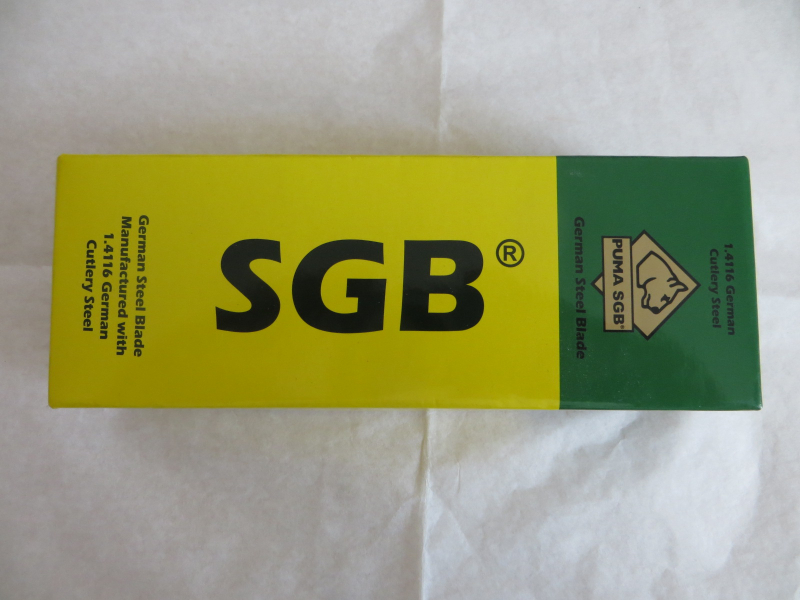 German Steel Blade
Manufactured with
1.4116 German
Cutlery Steel
SGB®
German Steel Blade
PUMA SGB®
1.4116 German
Cutlery Steel